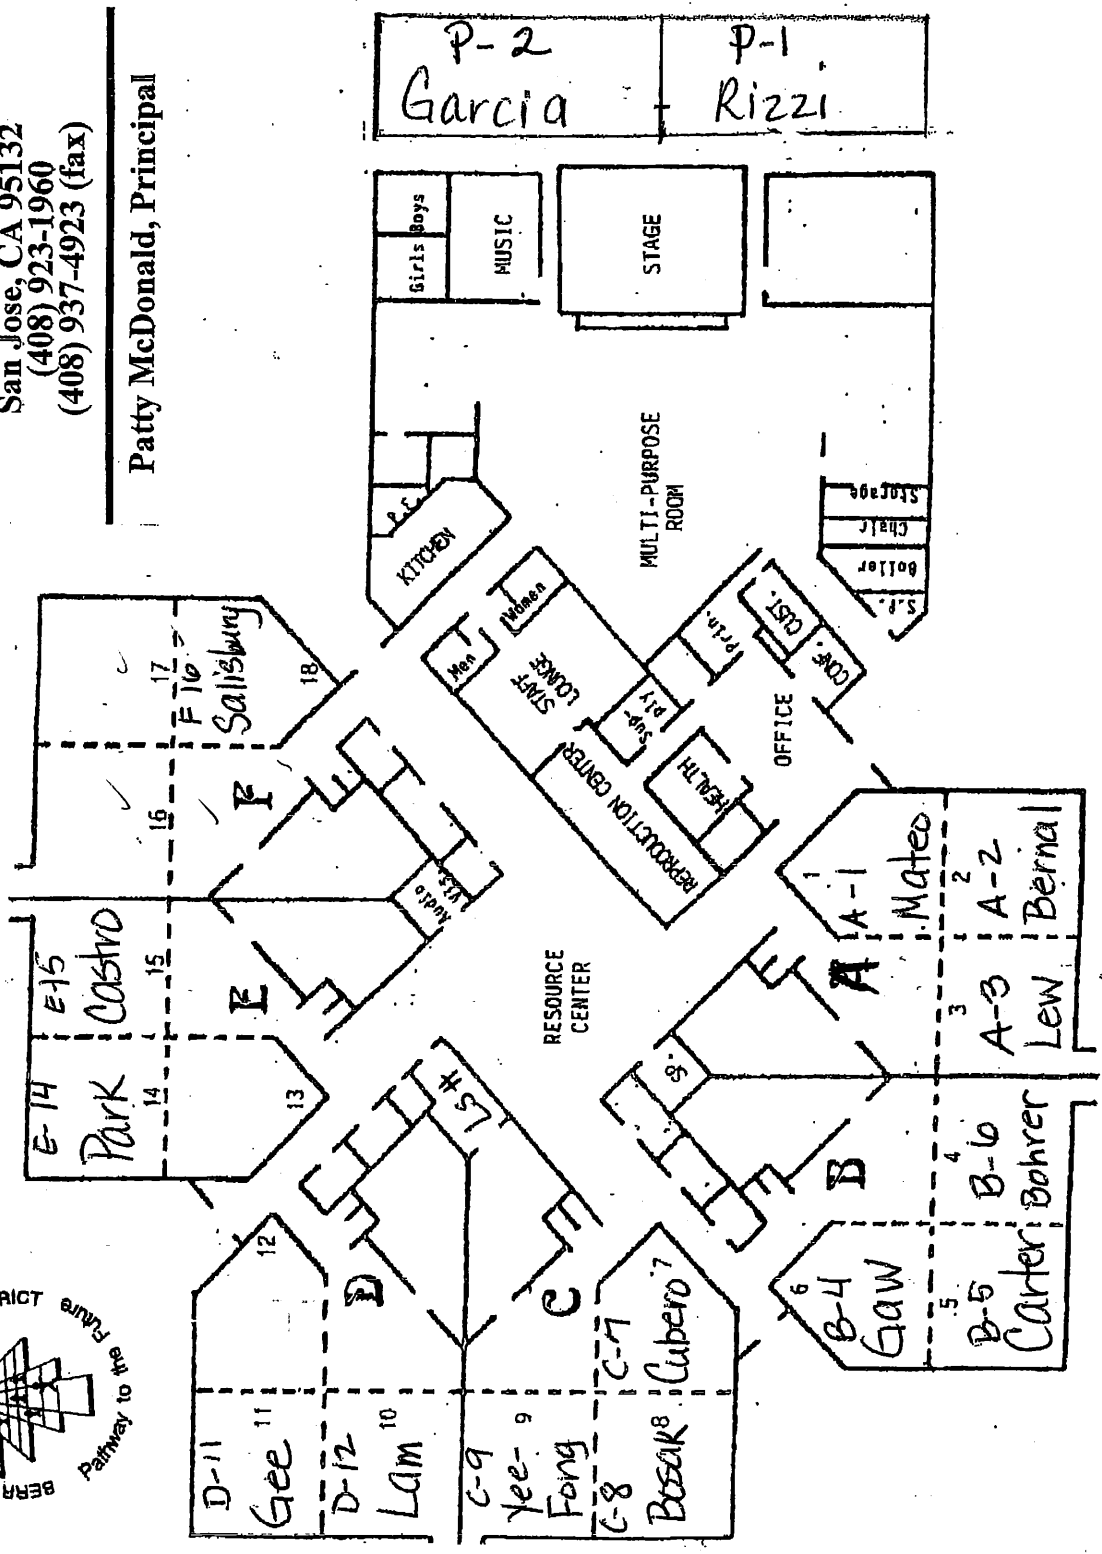 San Jose, CA 95132
(408) 923-1960
(408) 937-4923 (fax)
Patty McDonald, Principal
RICT
Pathway to the Future
BERR
P-2
Garcia
P-1
Rizzi
Girls
Boys
MUSIC
STAGE
MULTI-PURPOSE
ROOM
KITCHEN
Storage
Chair
Boiler
S.P.
Men
Women
STAFF
LOUNGE
Sup-
ply
Prin.
CUST.
CONF.
OFFICE
HEALTH
REPRODUCTION CENTER
RESOURCE
CENTER
Audio
Vis.
F
17
F 16
Salisbury
18
16
E
E-15
Castro
15
E-14
Park
14
13
LSH
D
12
D-11
Gee
11
D-12
Lam
10
C
C-9
Yee-
Fong
9
C-8
Bosak
8
C-7
Cubero
7
B
6
B-4
Gaw
5
B-5
Carter
4
B-6
Bohrer
A
3
A-3
Lew
1
A-1
Mateo
2
A-2
Bernal